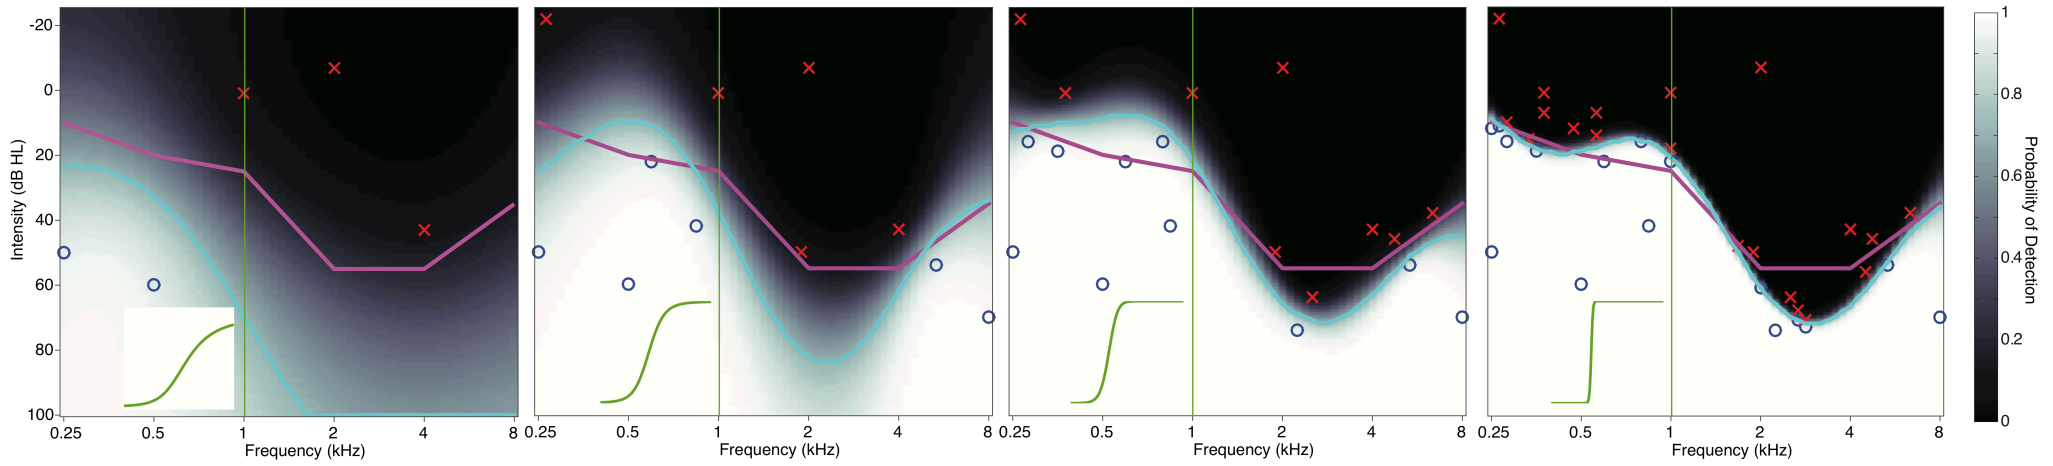 Intensity (dB HL)
-20
0
20
40
60
80
100
0.25 0.5 1 2 4 8
Frequency (kHz)
0.25 0.5 1 2 4 8
Frequency (kHz)
0.25 0.5 1 2 4 8
Frequency (kHz)
0.25 0.5 1 2 4 8
Frequency (kHz)
1
0.8
0.6
0.4
0.2
0
Probability of Detection